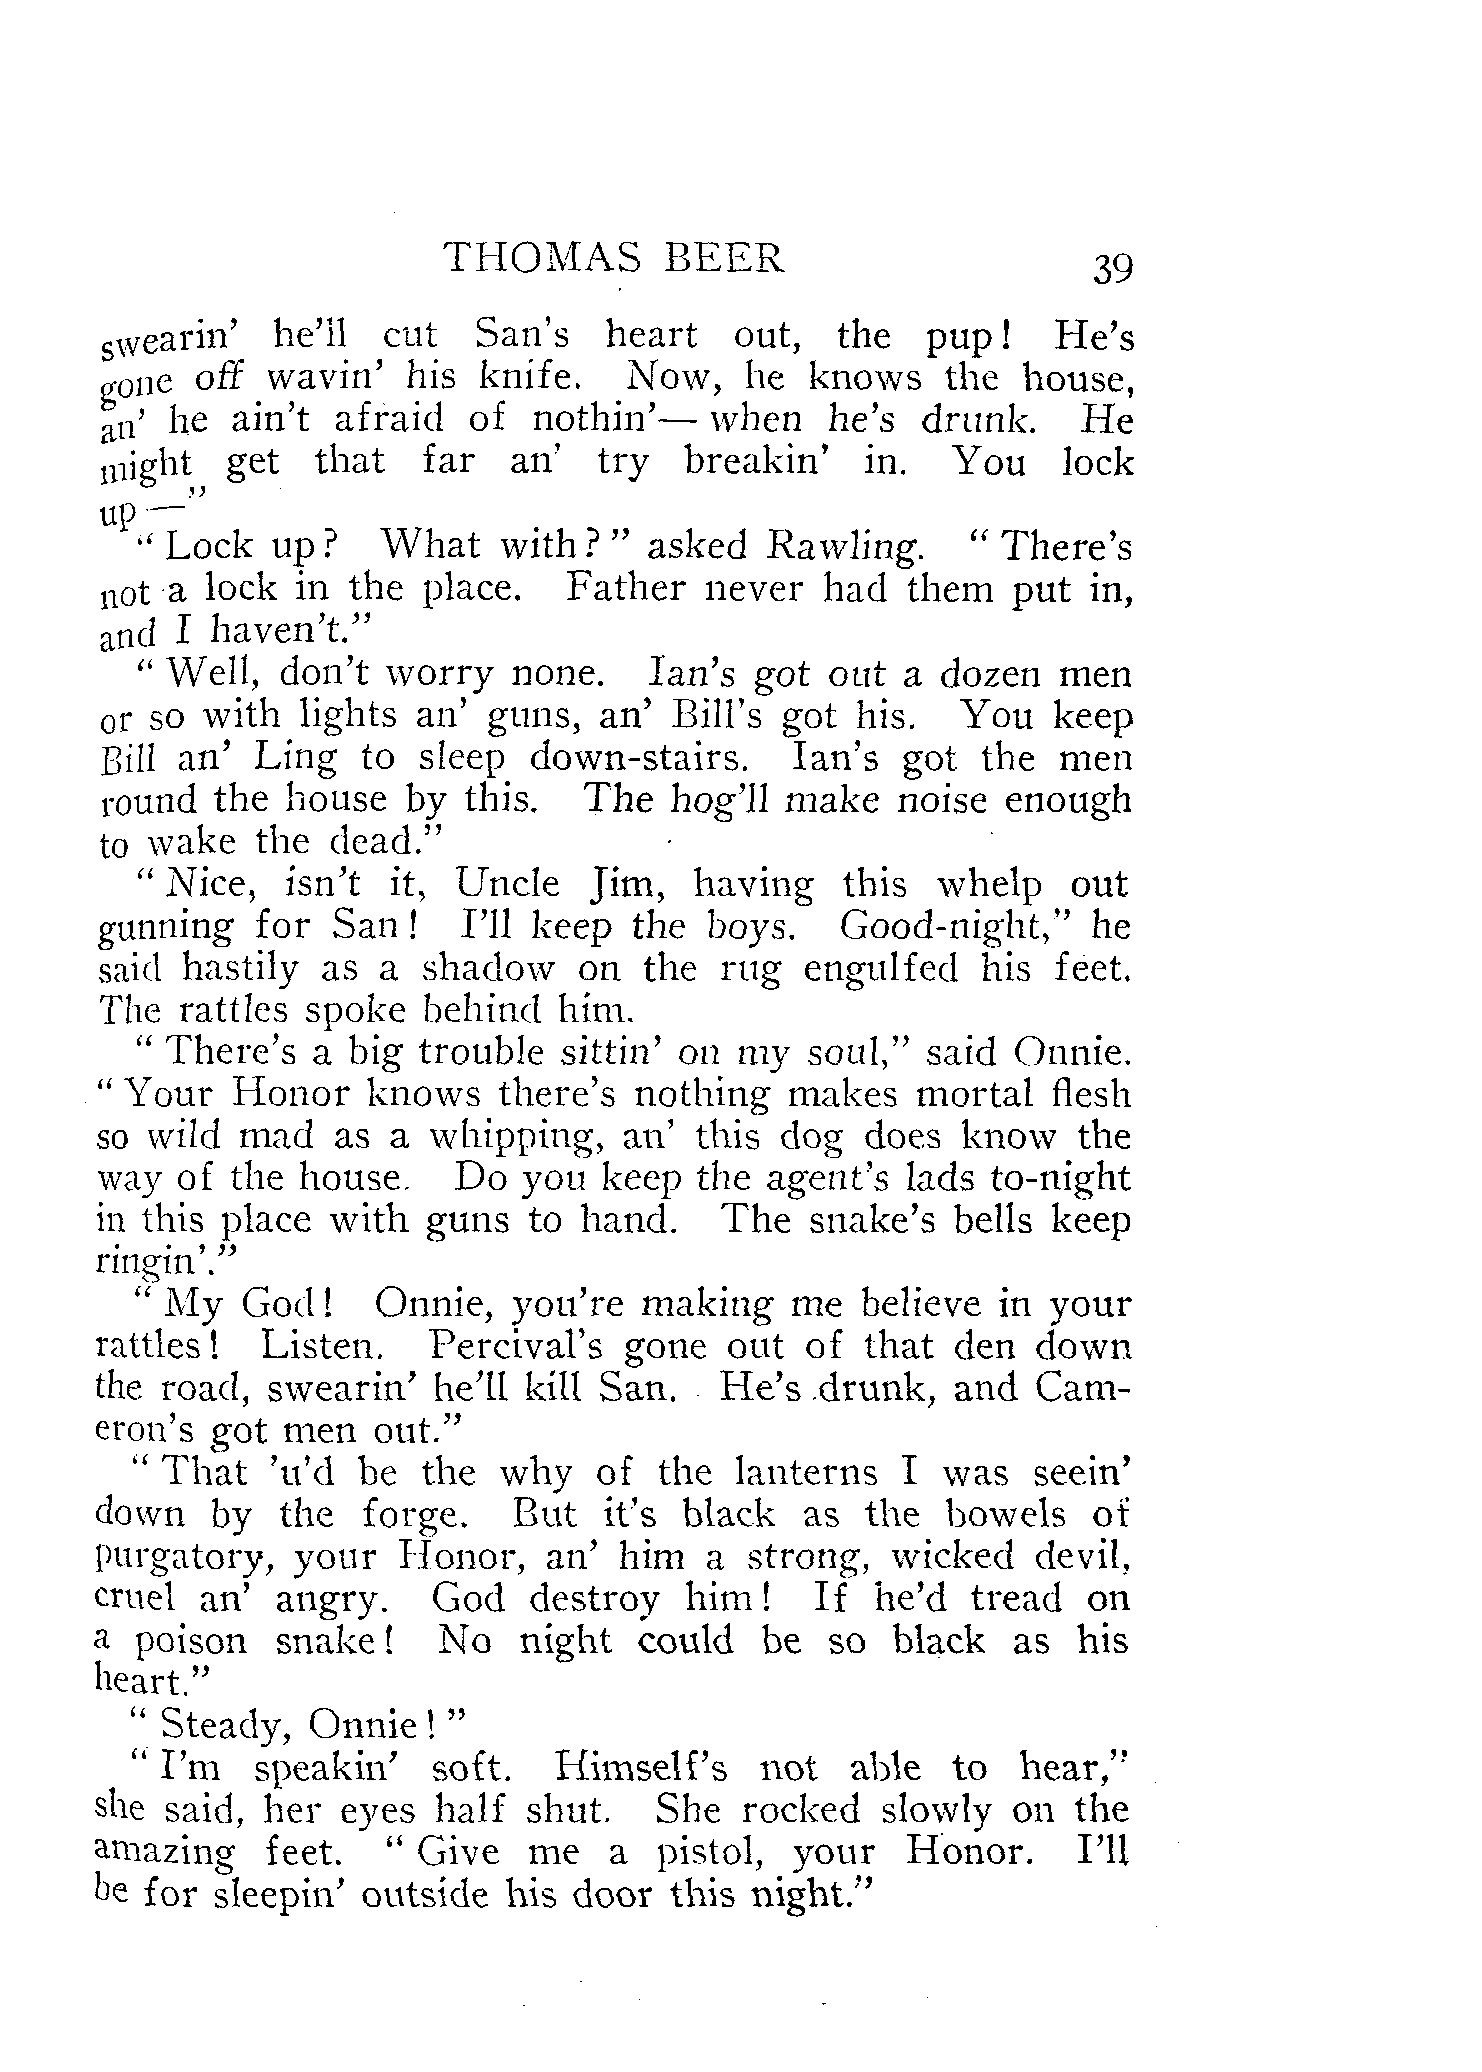 THOMAS BEER 39
swearin' he'll cut San's heart out, the pup! He's
gone off wavin' his knife. Now, he knows the house,
an' he ain't afraid of nothin'— when he's drunk. He
might get that far an' try breakin' in. You lock
up —"
" Lock up? What with? " asked Rawling. " There's
not a lock in the place. Father never had them put in,
and I haven't."
" Well, don't worry none. Ian's got out a dozen men
or so with lights an' guns, an' Bill's got his. You keep
Bill an' Ling to sleep down-stairs. Ian's got the men
round the house by this. The hog'll make noise enough
to wake the dead."
" Nice, isn't it, Uncle Jim, having this whelp out
gunning for San! I'll keep the boys. Good-night," he
said hastily as a shadow on the rug engulfed his feet.
The rattles spoke behind him.
" There's a big trouble sittin' on my soul," said Onnie.
" Your Honor knows there's nothing makes mortal flesh
so wild mad as a whipping, an' this dog does know the
way of the house. Do you keep the agent's lads to-night
in this place with guns to hand. The snake's bells keep
ringin'."
" My God! Onnie, you're making me believe in your
rattles! Listen. Percival's gone out of that den down
the road, swearin' he'll kill San. He's drunk, and Cam-
eron's got men out."
" That 'u'd be the why of the lanterns I was seein'
down by the forge. But it's black as the bowels of
purgatory, your Honor, an' him a strong, wicked devil,
cruel an' angry. God destroy him! If he'd tread on
a poison snake! No night could be so black as his
heart."
" Steady, Onnie! "
" I'm speakin' soft. Himself's not able to hear,"
she said, her eyes half shut. She rocked slowly on the
amazing feet. " Give me a pistol, your Honor. I'll
be for sleepin' outside his door this night."